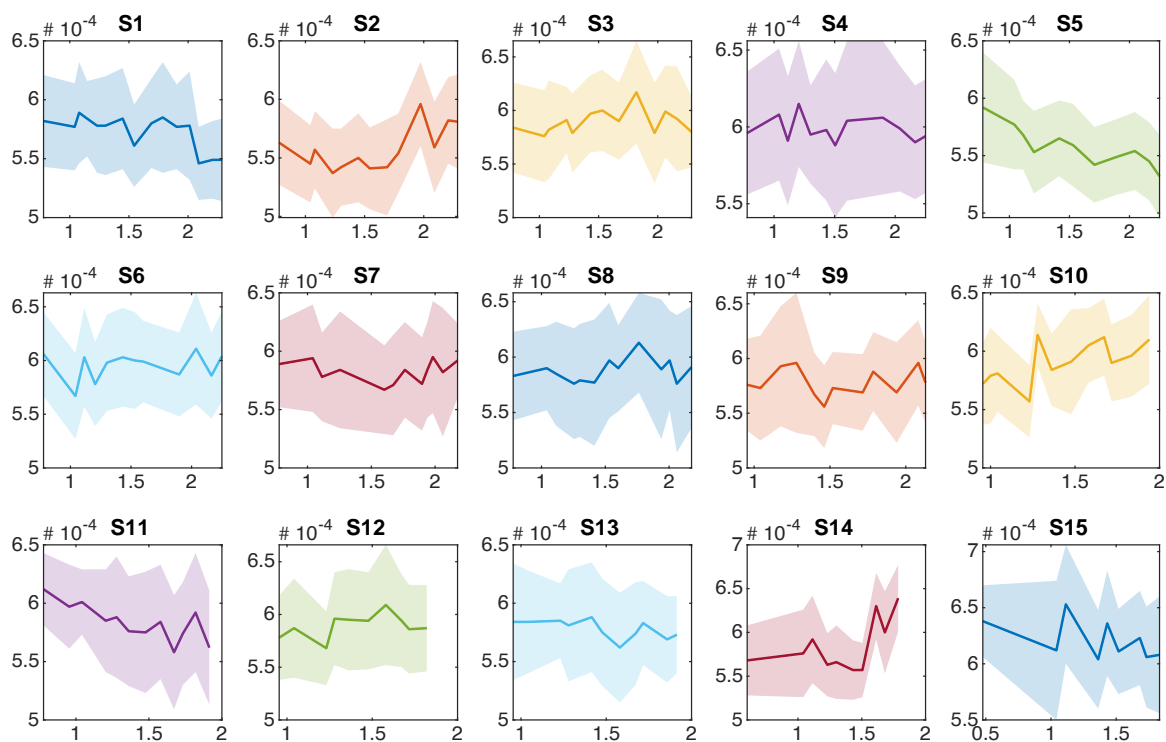 # 10^-4 S1 # 10^-4 S2 # 10^-4 S3 # 10^-4 S4 # 10^-4 S5
6.5 6.5 6.5 6.5
6 6 6 6 6
5.5 5.5 5.5 5.5 5.5
5 5 5 5
1 1.5 2 1 1.5 2 1 1.5 2 1 1.5 2 1 1.5 2
# 10^-4 S6 # 10^-4 S7 # 10^-4 S8 # 10^-4 S9 # 10^-4 S10
6.5 6.5 6.5 6.5 6.5
6 6 6 6 6
5.5 5.5 5.5 5.5 5.5
5 5 5 5 5
1 1.5 2 1 1.5 2 1 1.5 2 1 1.5 2 1 1.5 2
# 10^-4 S11 # 10^-4 S12 # 10^-4 S13 # 10^-4 S14 # 10^-4 S15
6.5 6.5 6.5 7 7
6 6 6 6.5 6.5
5.5 5.5 5.5 6 6
5 5 5 5.5 5.5
5
1 1.5 2 1 1.5 2 1 1.5 2 1 1.5 2 0.5 1 1.5